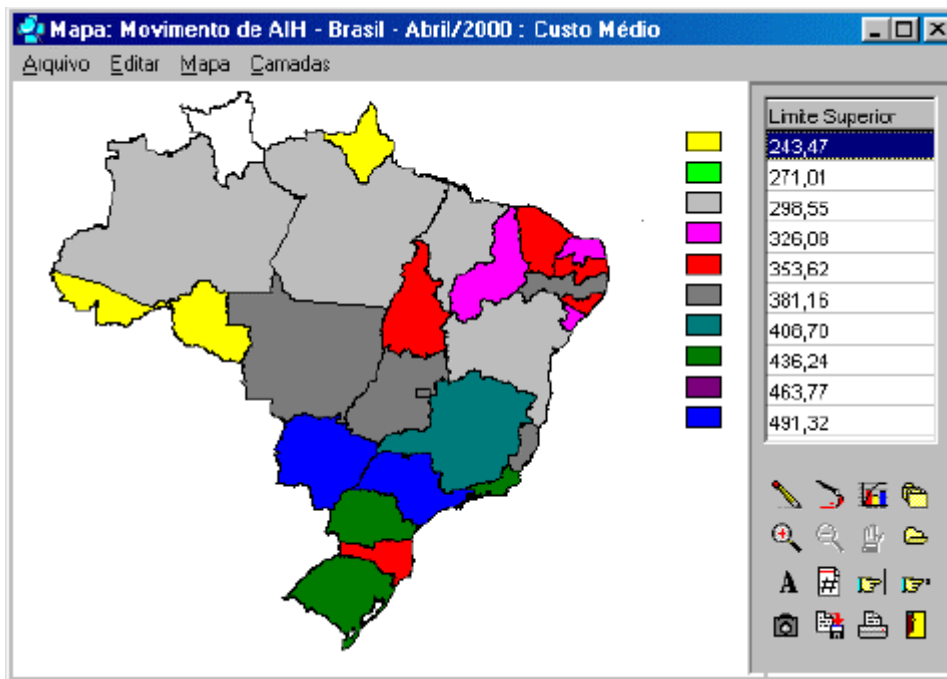 Mapa: Movimento de AIH - Brasil - Abril/2000 : Custo Médio
Arquivo Editar Mapa Camadas
Limite Superior
243,47
271,01
298,55
326,08
353,62
381,16
408,70
436,24
463,77
491,32
A
#